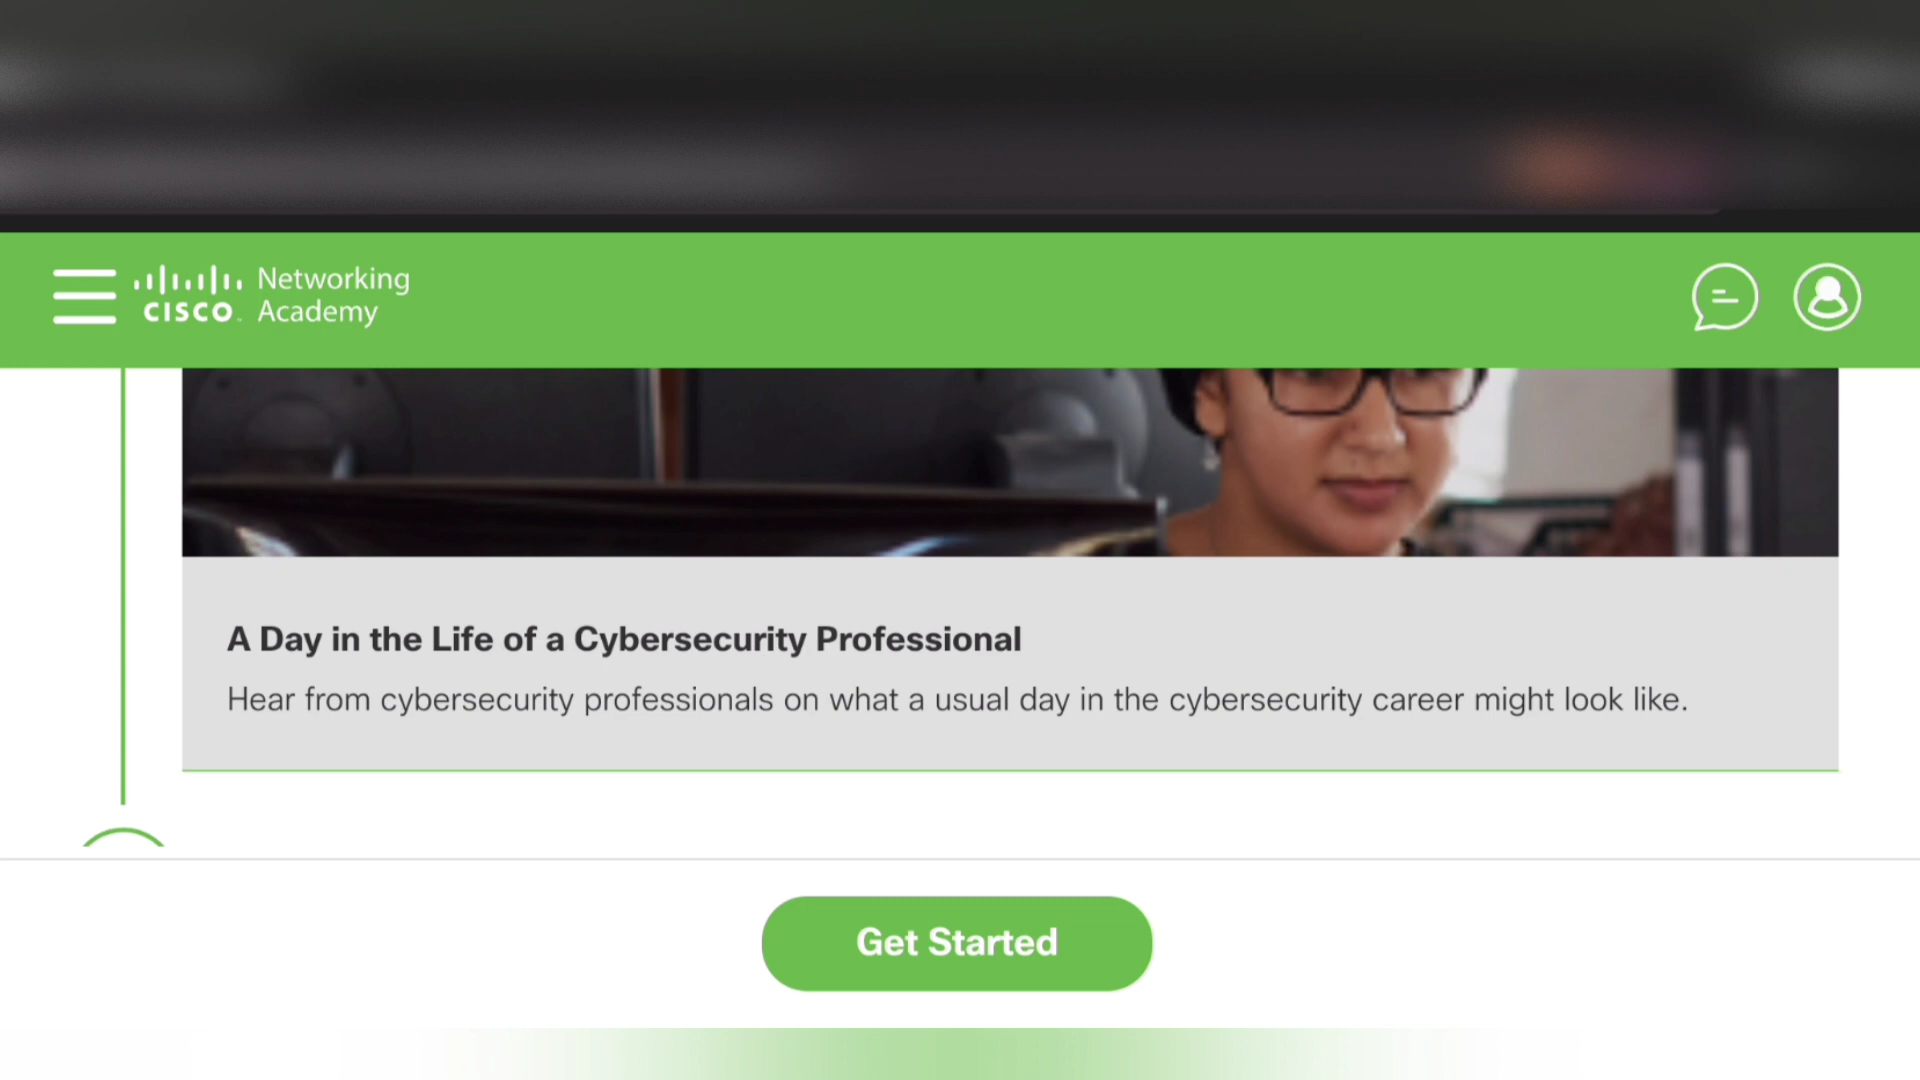 Networking
CISCO Academy
A Day in the Life of a Cybersecurity Professional
Hear from cybersecurity professionals on what a usual day in the cybersecurity career might look like.
Get Started